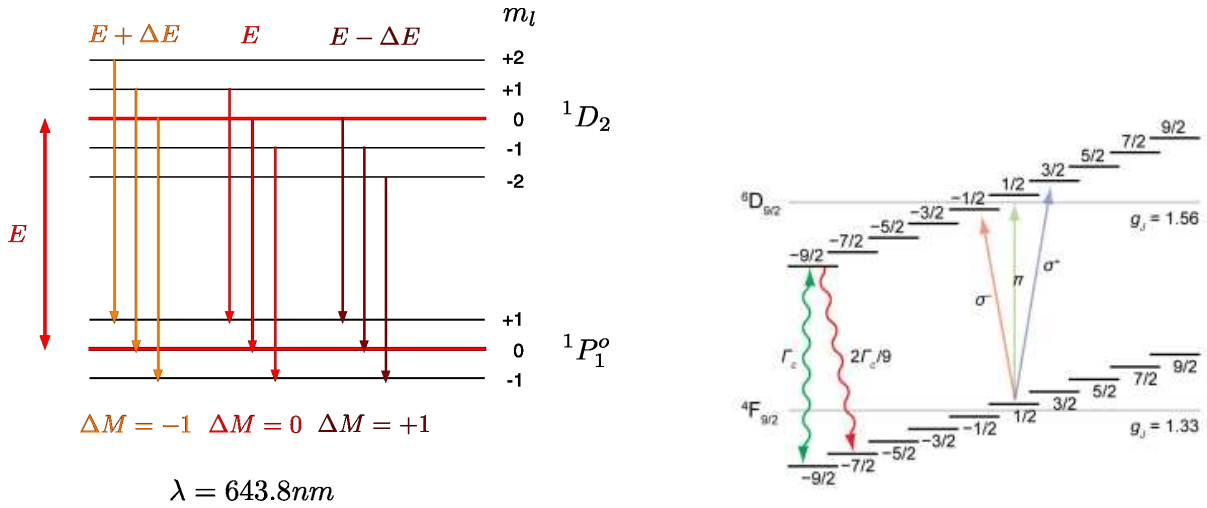 m_l
E + ΔE
E
E − ΔE
+2
+1
0
-1
-2
¹D₂
E
+1
0
-1
¹P₁ᵒ
ΔM = −1
ΔM = 0
ΔM = +1
λ = 643.8nm
⁶D₉/₂
−9/2
−7/2
−5/2
−3/2
−1/2
1/2
3/2
5/2
7/2
9/2
g_J = 1.56
σ⁻
π
σ⁺
Γ_c
2Γ_c/9
⁴F₉/₂
−9/2
−7/2
−5/2
−3/2
−1/2
1/2
3/2
5/2
7/2
9/2
g_J = 1.33